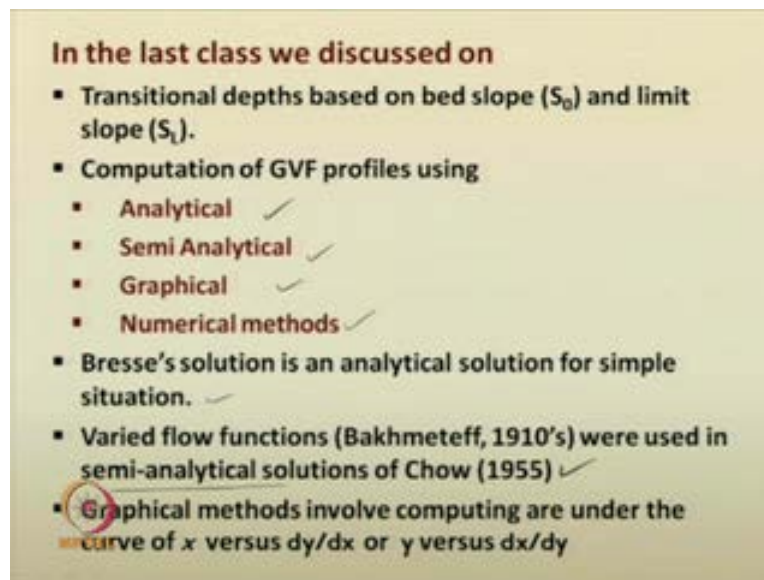 In the last class we discussed on
▪ Transitional depths based on bed slope (S₀) and limit
slope (S_L).
▪ Computation of GVF profiles using
▪ Analytical
▪ Semi Analytical
▪ Graphical
▪ Numerical methods
▪ Bresse's solution is an analytical solution for simple
situation.
▪ Varied flow functions (Bakhmeteff, 1910's) were used in
semi-analytical solutions of Chow (1955)
▪ Graphical methods involve computing are under the
curve of x versus dy/dx or y versus dx/dy